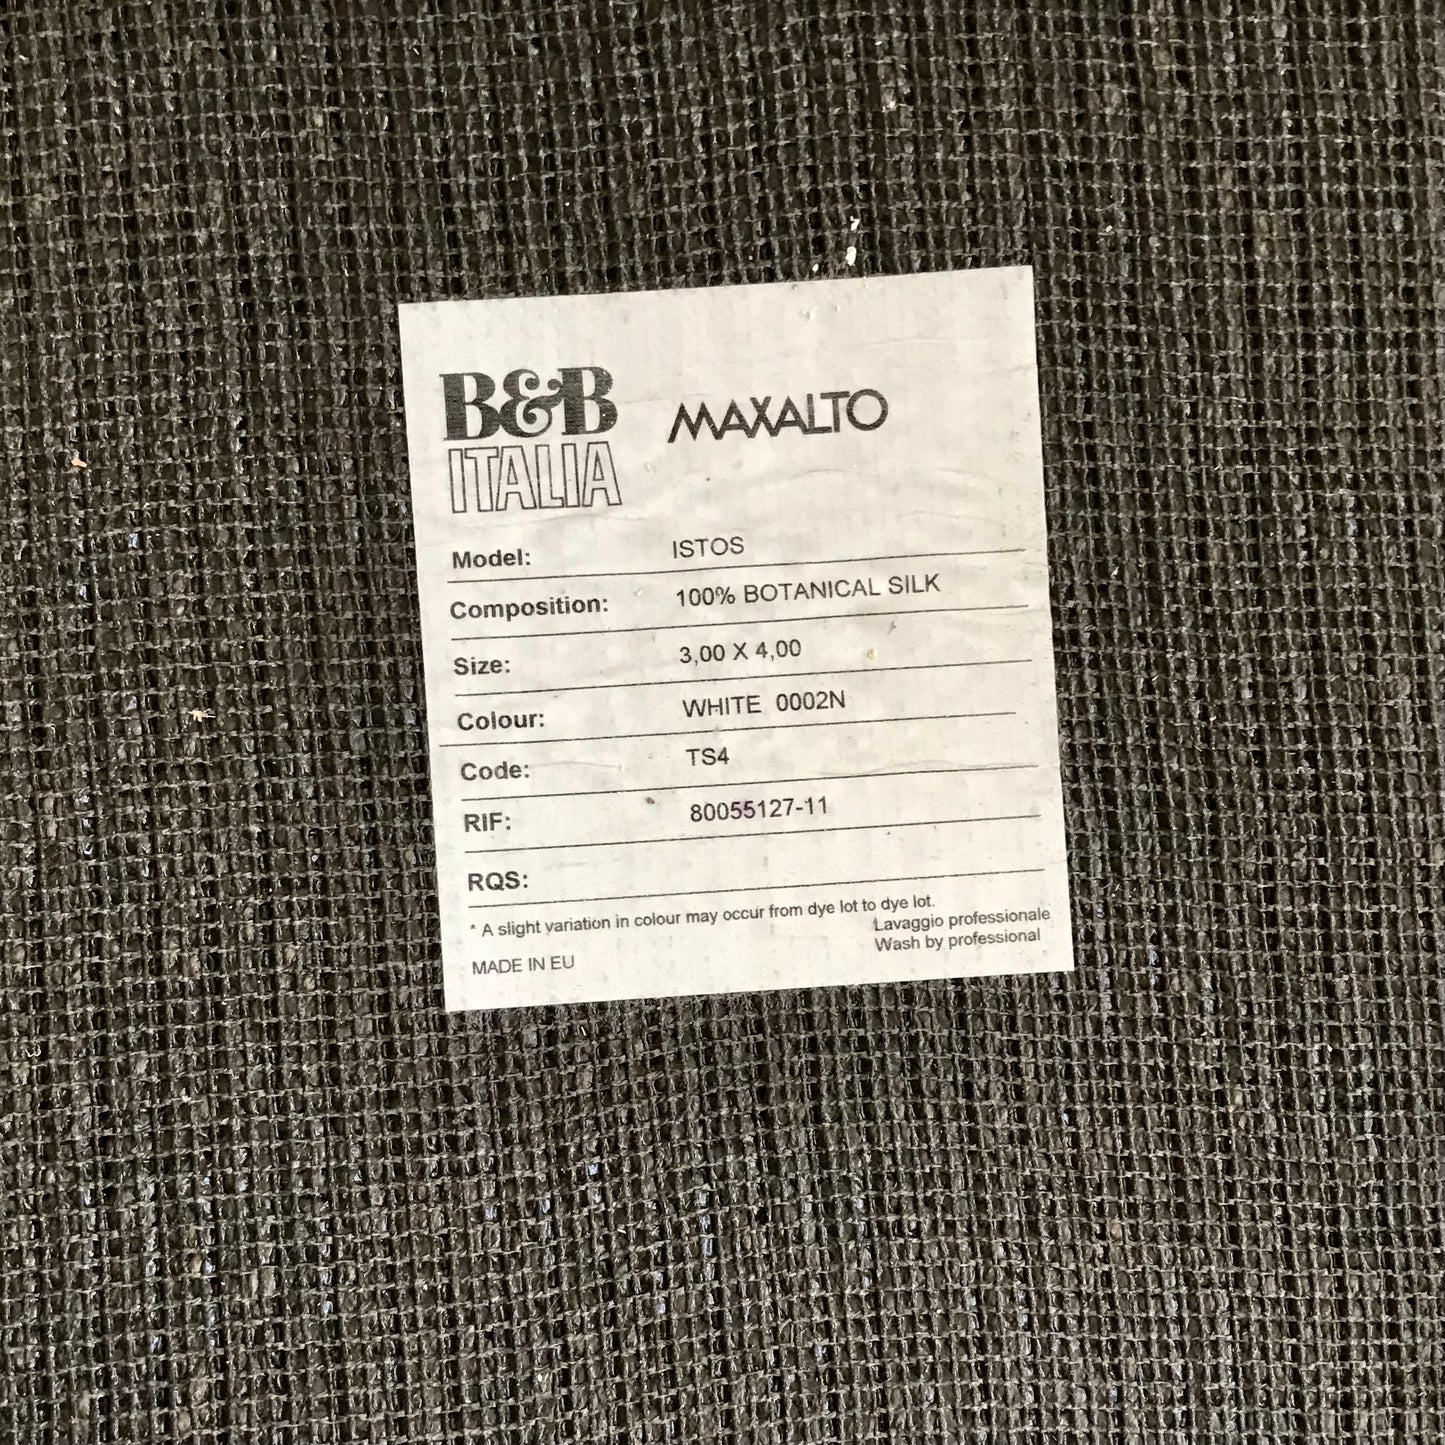 B&B
ITALIA
MAXALTO
Model: ISTOS
Composition: 100% BOTANICAL SILK
Size: 3,00 X 4,00
Colour: WHITE 0002N
Code: TS4
RIF: 80055127-11
RQS:
* A slight variation in colour may occur from dye lot to dye lot.
Lavaggio professionale
Wash by professional
MADE IN EU